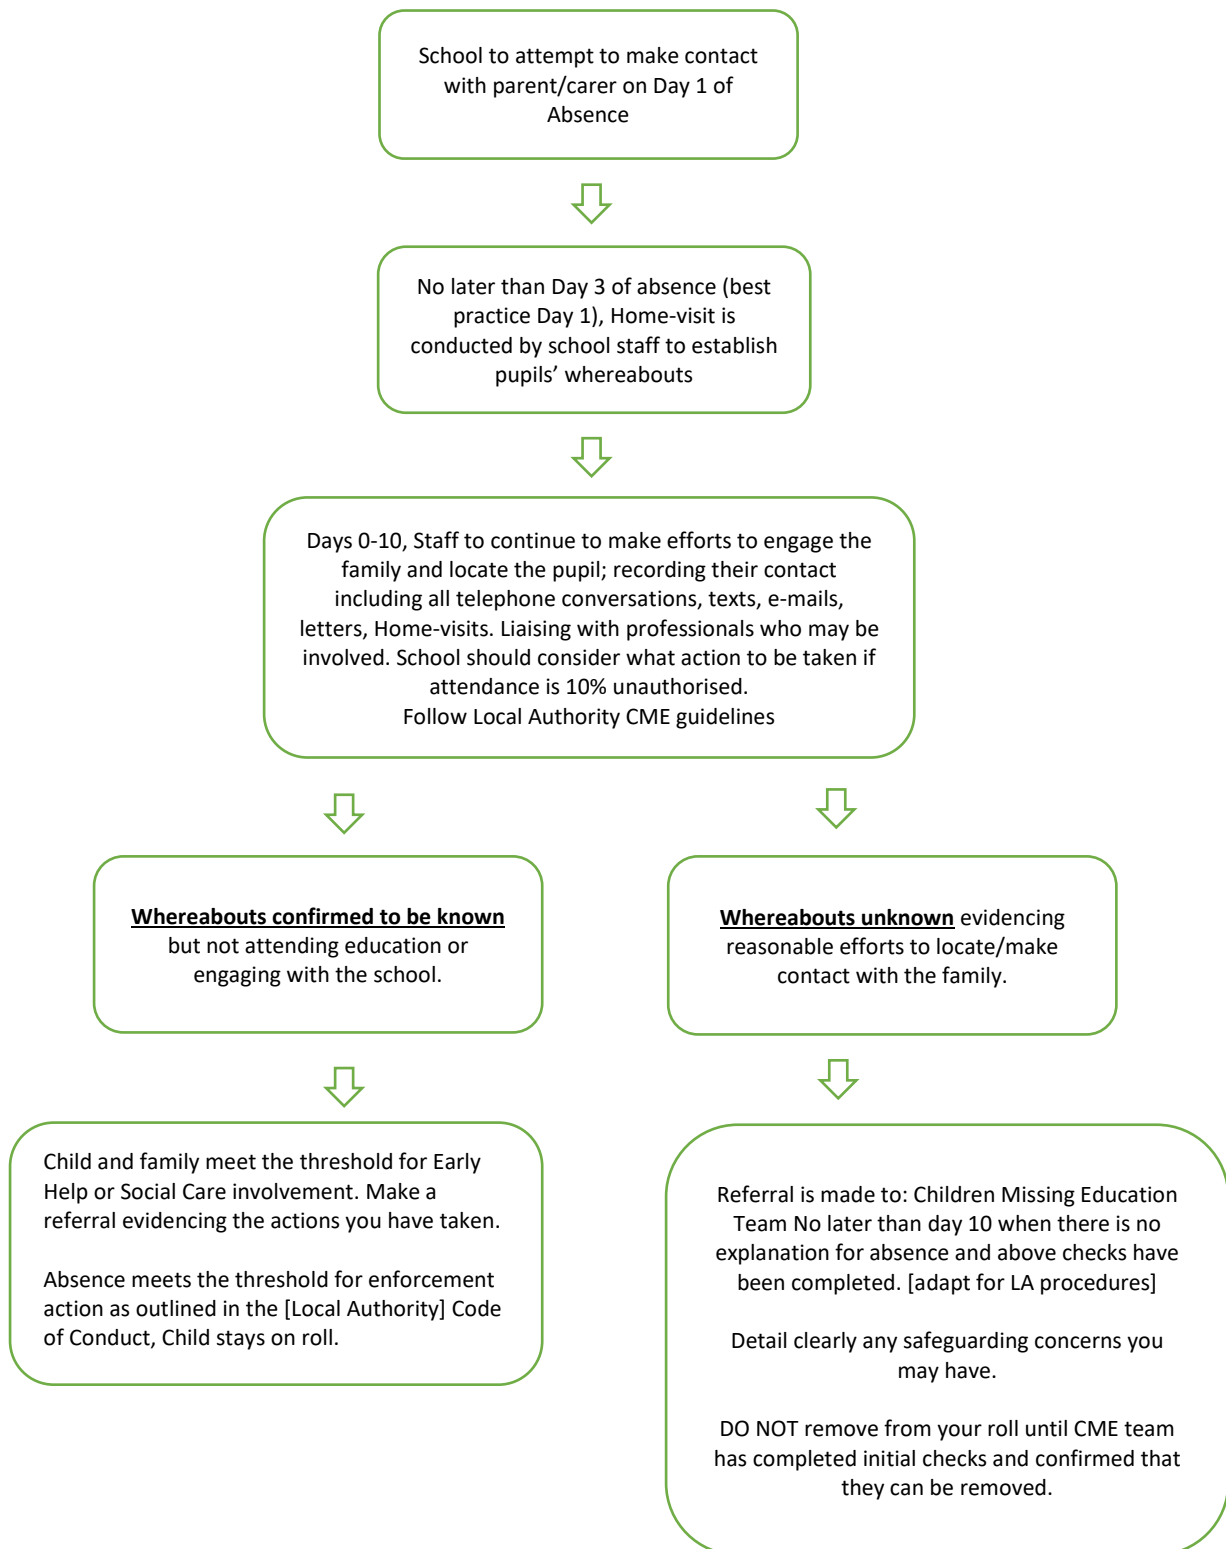 School to attempt to make contact
with parent/carer on Day 1 of
Absence
No later than Day 3 of absence (best
practice Day 1), Home-visit is
conducted by school staff to establish
pupils’ whereabouts
Days 0-10, Staff to continue to make efforts to engage the
family and locate the pupil; recording their contact
including all telephone conversations, texts, e-mails,
letters, Home-visits. Liaising with professionals who may be
involved. School should consider what action to be taken if
attendance is 10% unauthorised.
Follow Local Authority CME guidelines
Whereabouts confirmed to be known
but not attending education or
engaging with the school.
Whereabouts unknown evidencing
reasonable efforts to locate/make
contact with the family.
Child and family meet the threshold for Early
Help or Social Care involvement. Make a
referral evidencing the actions you have taken.
Absence meets the threshold for enforcement
action as outlined in the [Local Authority] Code
of Conduct, Child stays on roll.
Referral is made to: Children Missing Education
Team No later than day 10 when there is no
explanation for absence and above checks have
been completed. [adapt for LA procedures]
Detail clearly any safeguarding concerns you
may have.
DO NOT remove from your roll until CME team
has completed initial checks and confirmed that
they can be removed.